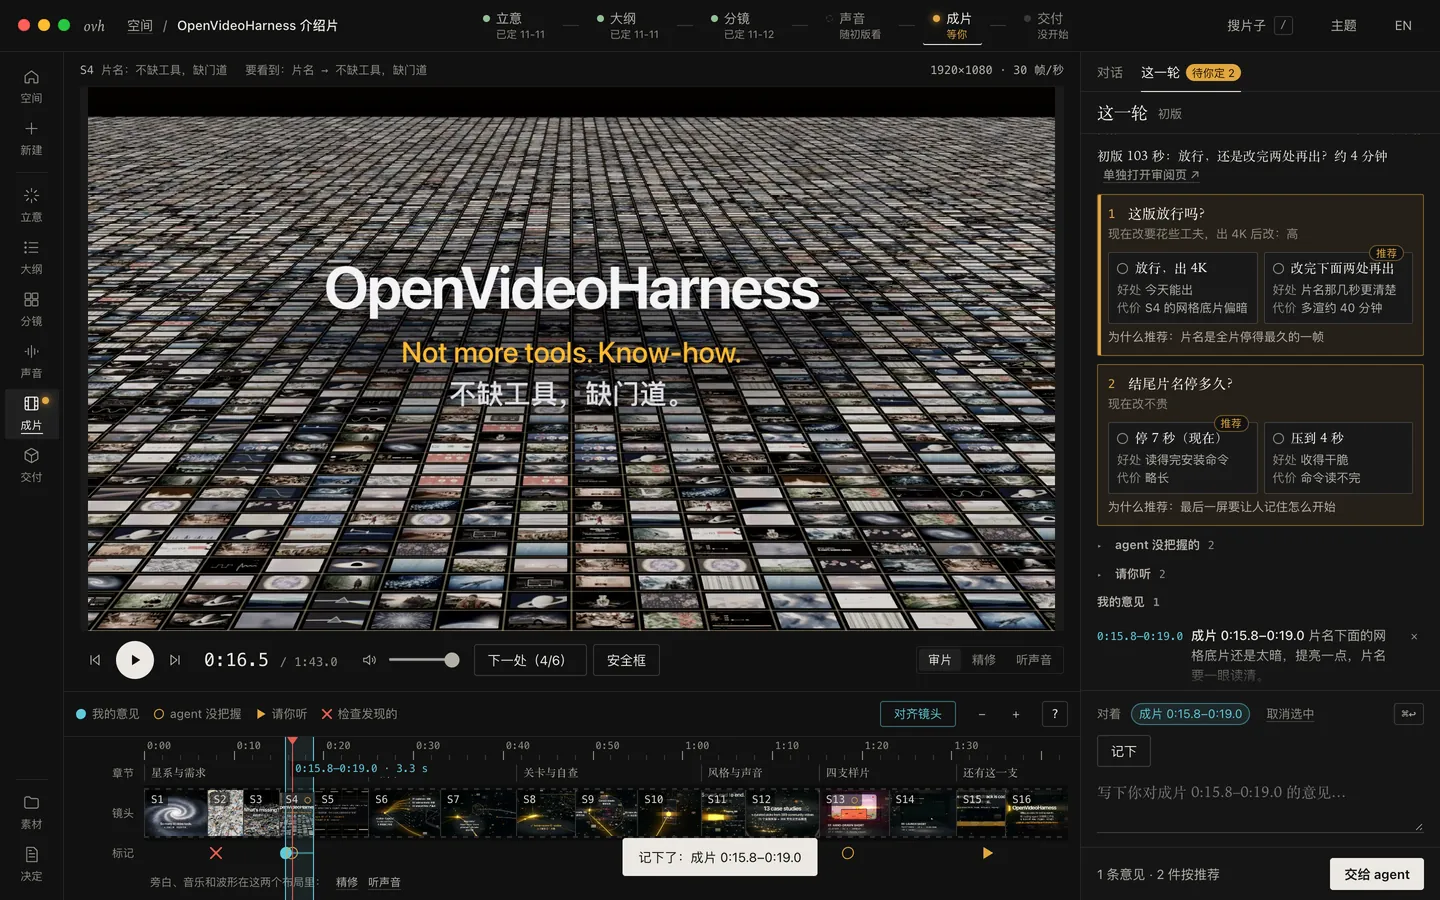 ovh 空间 / OpenVideoHarness 介绍片
立意 已定 11-11
大纲 已定 11-11
分镜 已定 11-12
声音 随初版看
成片 等你
交付 没开始
搜片子 /
主题
EN
空间
新建
立意
大纲
分镜
声音
成片
交付
素材
决定
S4 片名：不缺工具，缺门道 要看到：片名 → 不缺工具，缺门道
1920×1080 · 30 帧/秒
OpenVideoHarness
Not more tools. Know-how.
不缺工具，缺门道。
0:16.5 / 1:43.0
下一处（4/6）
安全框
审片 精修 听声音
我的意见 agent 没把握 请你听 检查发现的
对齐镜头 − + ?
0:00 0:10 0:20 0:30 0:40 0:50 1:00 1:10 1:20 1:30
0:15.8–0:19.0 · 3.3 s
章节 星系与需求 关卡与自查 风格与声音 四支样片 还有这一支
镜头 S1 S2 S3 S4 S5 S6 S7 S8 S9 S10 S11 S12 S13 S14 S15 S16
13 case studies
OpenVideoHarness
标记
记下了：成片 0:15.8–0:19.0
旁白、音乐和波形在这两个布局里： 精修 听声音
对话 这一轮 待你定 2
这一轮 初版
初版 103 秒：放行，还是改完两处再出？约 4 分钟
单独打开审阅页 ↗
1 这版放行吗？
现在改要花些工夫，出 4K 后改：高
推荐
放行，出 4K
好处 今天能出
代价 S4 的网格底片偏暗
改完下面两处再出
好处 片名那几秒更清楚
代价 多渲约 40 分钟
为什么推荐：片名是全片停得最久的一帧
2 结尾片名停多久？
现在改不贵
推荐
停 7 秒（现在）
好处 读得完安装命令
代价 略长
压到 4 秒
好处 收得干脆
代价 命令读不完
为什么推荐：最后一屏要让人记住怎么开始
agent 没把握的 2
请你听 2
我的意见 1
0:15.8–0:19.0 成片 0:15.8–0:19.0 片名下面的网 ×
格底片还是太暗，提亮一点，片名
要一眼读清。
对着 成片 0:15.8–0:19.0 取消选中 ⌘↩
记下
写下你对成片 0:15.8–0:19.0 的意见…
1 条意见 · 2 件按推荐
交给 agent